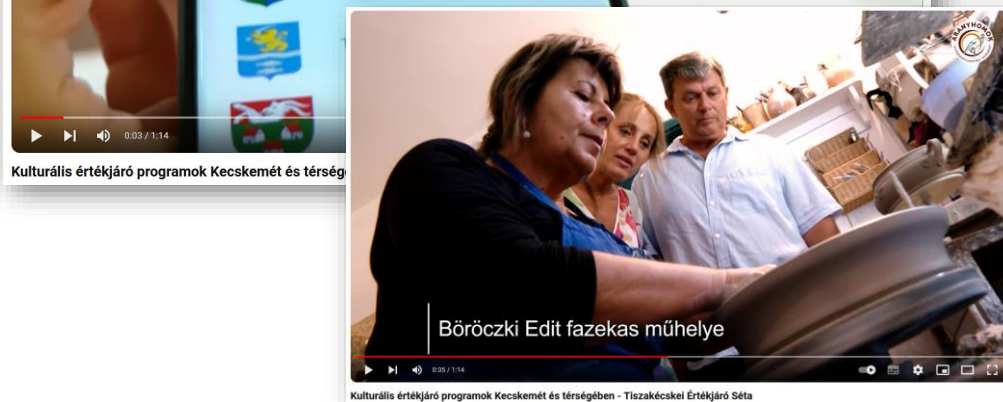 0:03 / 1:14
Kulturális értékjáró programok Kecskemét és térség
ARANYHOMOK
Böröczki Edit fazekas műhelye
0:35 / 1:14
Kulturális értékjáró programok Kecskemét és térségében - Tiszakécskei Értékjáró Séta